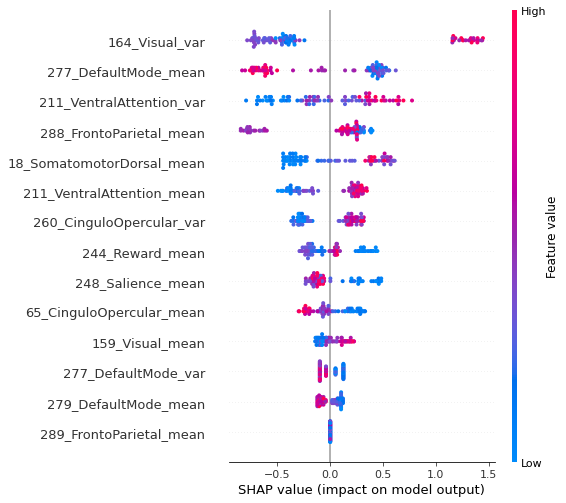 High
164_Visual_var
277_DefaultMode_mean
211_VentralAttention_var
288_FrontoParietal_mean
18_SomatomotorDorsal_mean
211_VentralAttention_mean
260_CinguloOpercular_var
244_Reward_mean
248_Salience_mean
65_CinguloOpercular_mean
159_Visual_mean
277_DefaultMode_var
279_DefaultMode_mean
289_FrontoParietal_mean
Feature value
Low
−0.5 0.0 0.5 1.0 1.5
SHAP value (impact on model output)